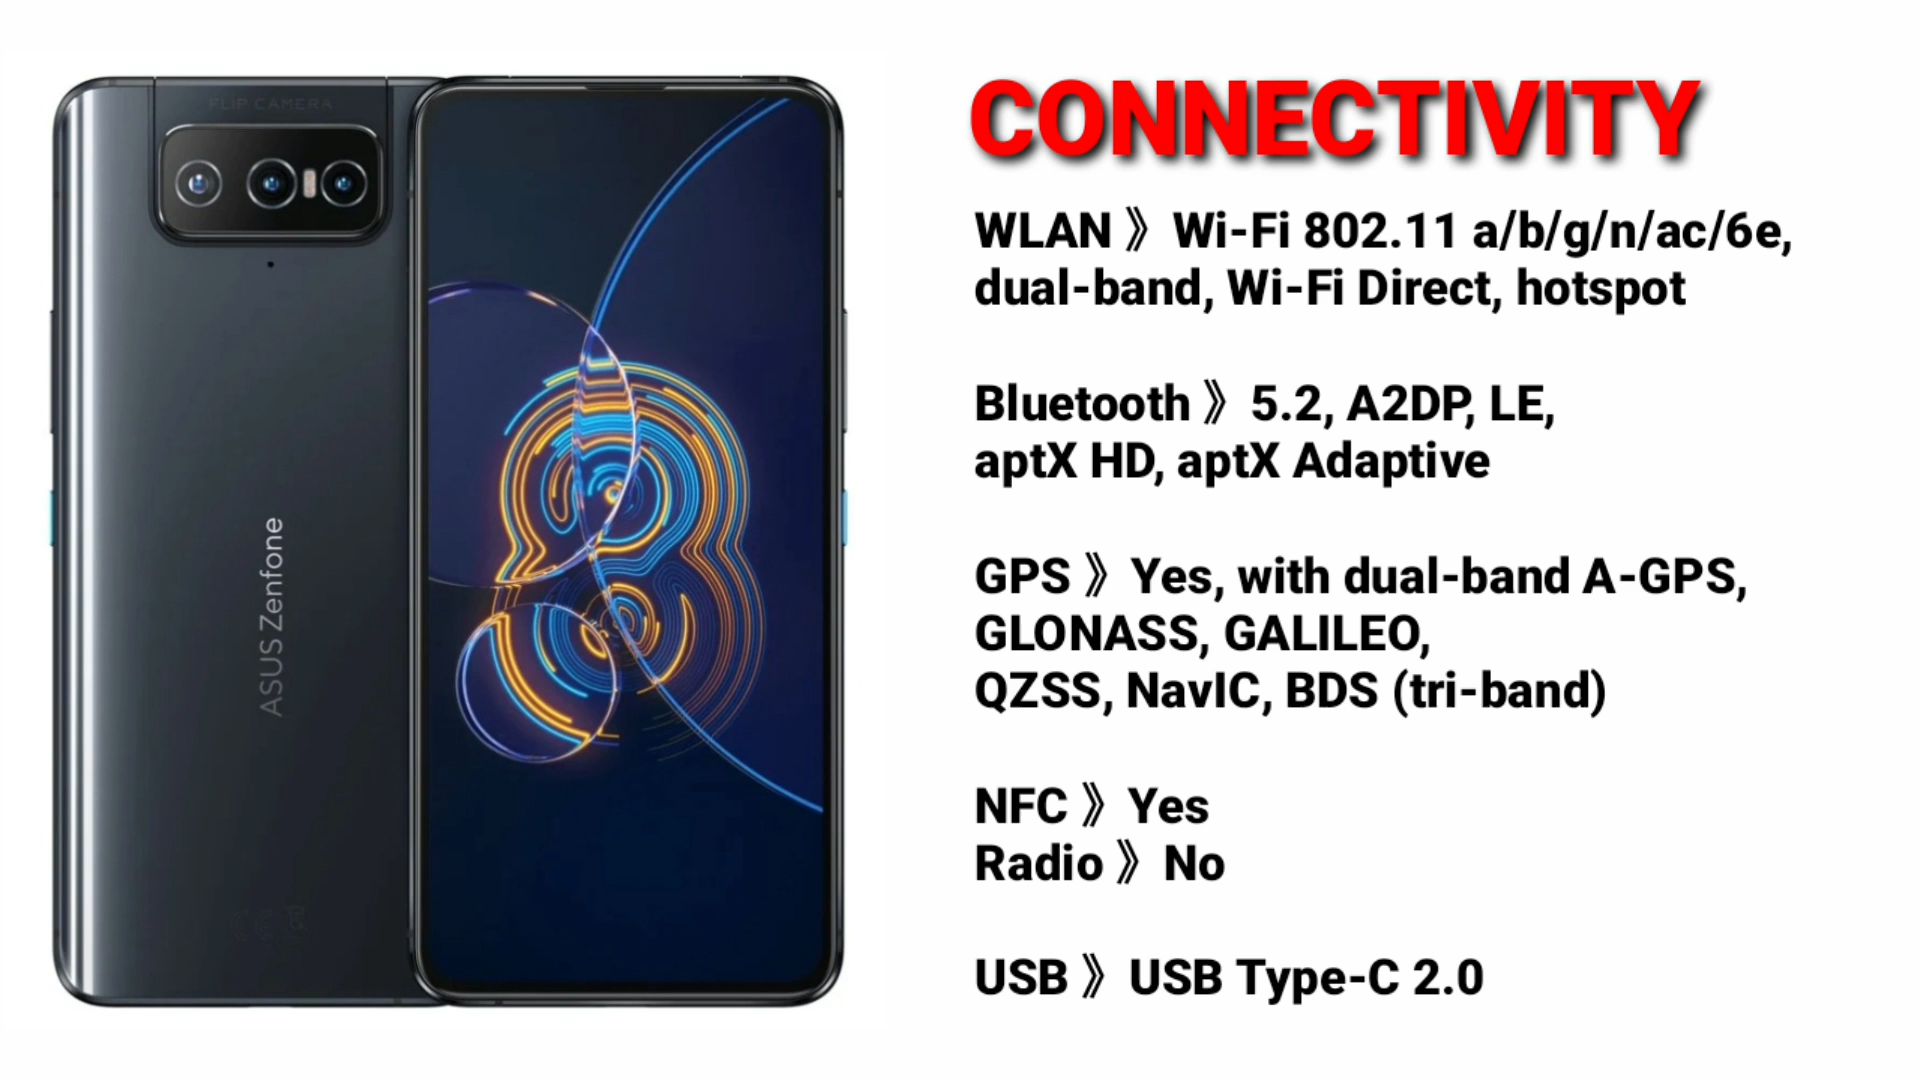 FLIP CAMERA
ASUS Zenfone
CONNECTIVITY
WLAN 》 Wi-Fi 802.11 a/b/g/n/ac/6e,
dual-band, Wi-Fi Direct, hotspot
Bluetooth 》 5.2, A2DP, LE,
aptX HD, aptX Adaptive
GPS 》 Yes, with dual-band A-GPS,
GLONASS, GALILEO,
QZSS, NavIC, BDS (tri-band)
NFC 》 Yes
Radio 》 No
USB 》 USB Type-C 2.0